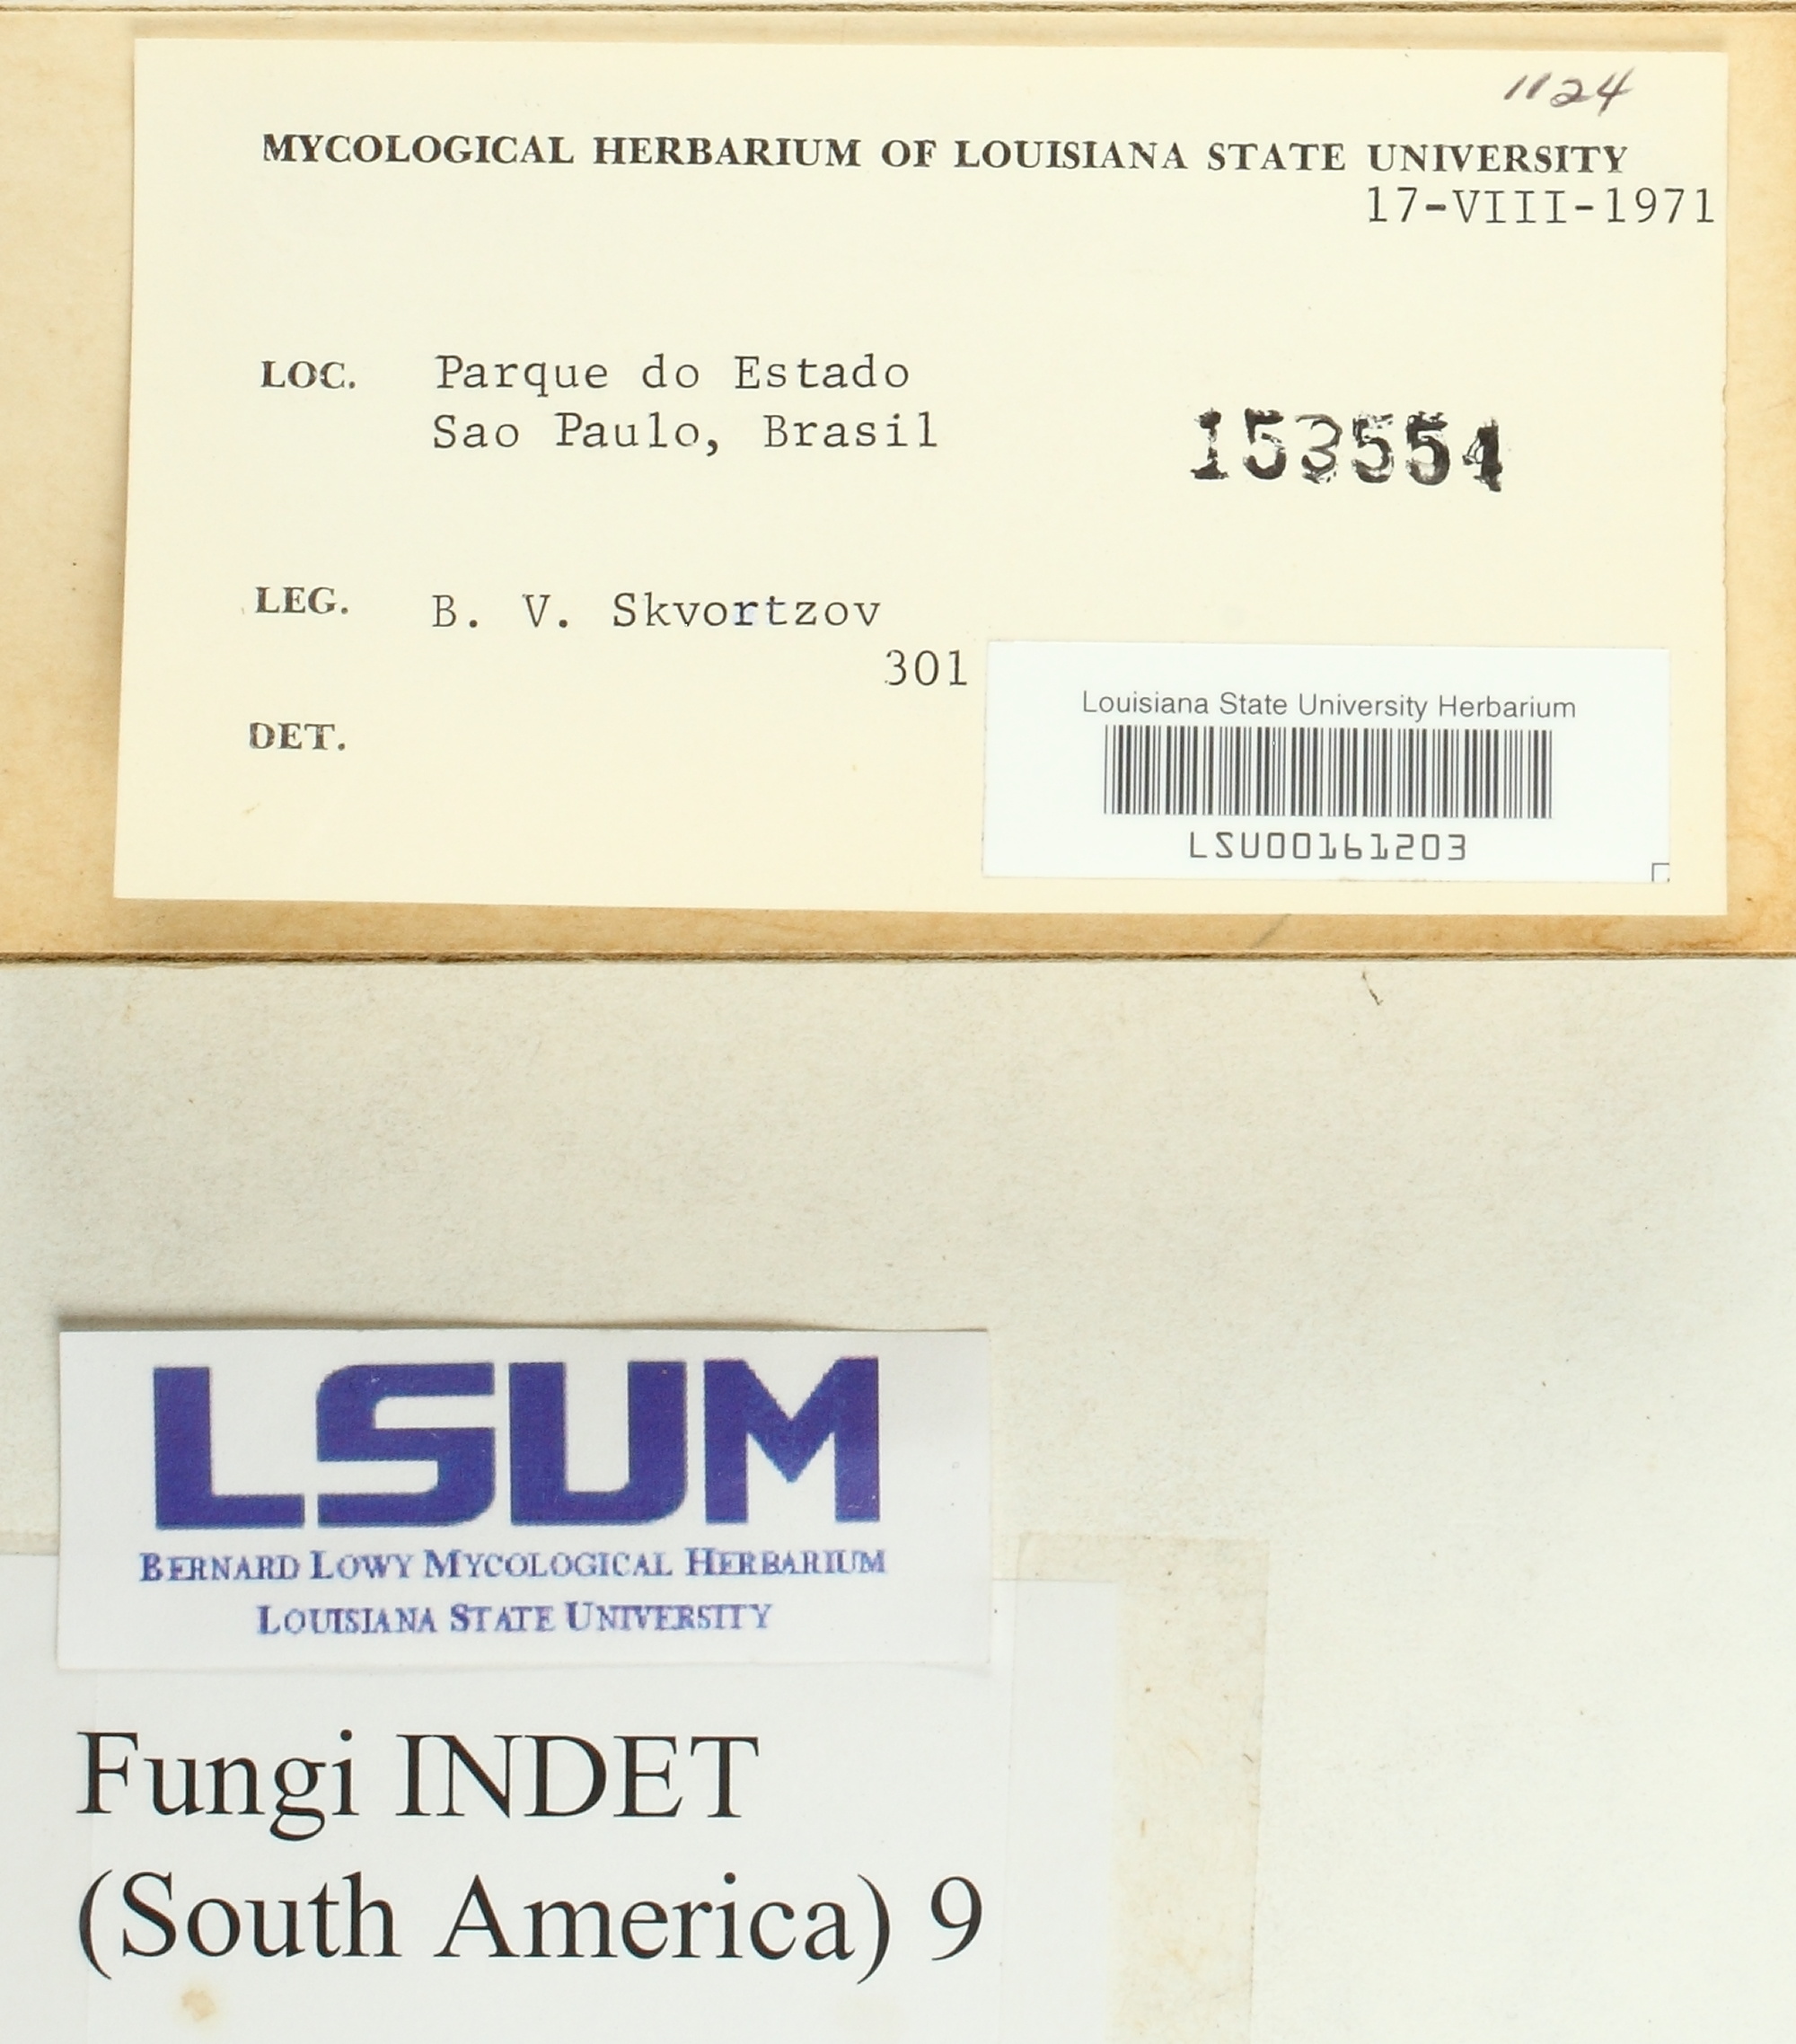 1124
MYCOLOGICAL HERBARIUM OF LOUISIANA STATE UNIVERSITY
17-VIII-1971
LOC. Parque do Estado
Sao Paulo, Brasil
153554
LEG. B. V. Skvortzov
301
DET.
Louisiana State University Herbarium
LSU00161203
LSUM
BERNARD LOWY MYCOLOGICAL HERBARIUM
LOUISIANA STATE UNIVERSITY
Fungi INDET
(South America) 9